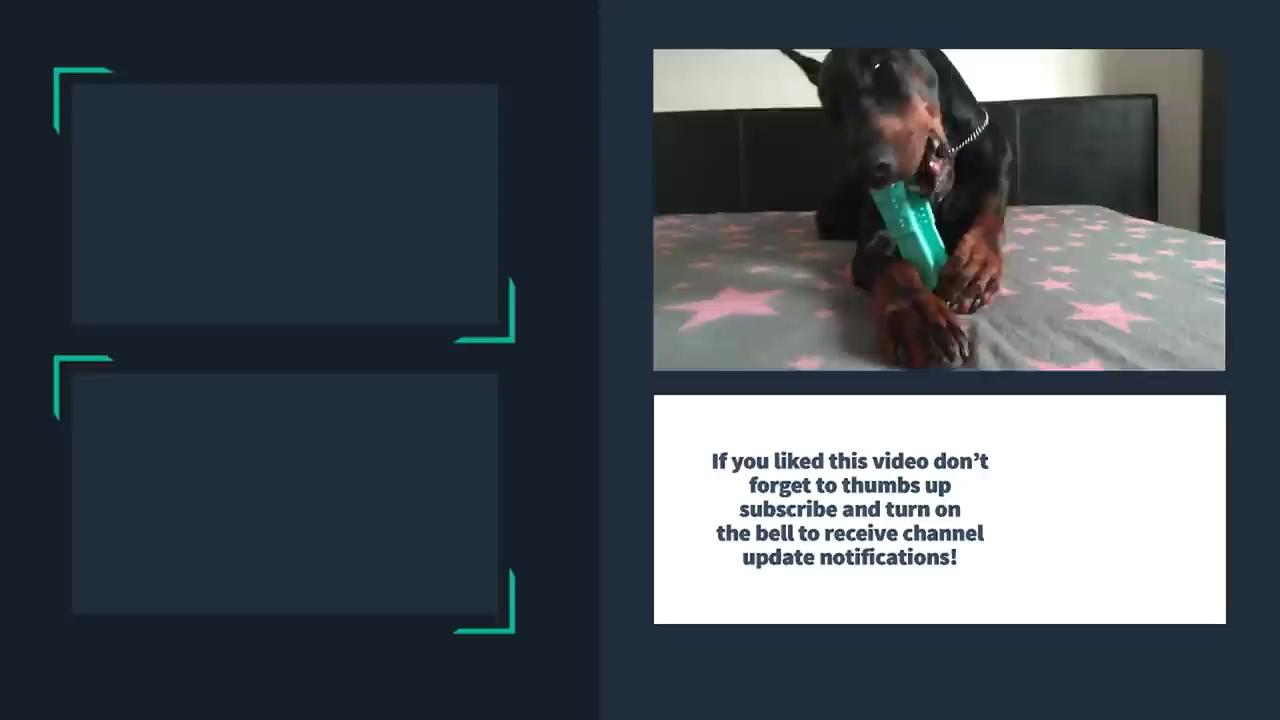 If you liked this video don’t
forget to thumbs up
subscribe and turn on
the bell to receive channel
update notifications!